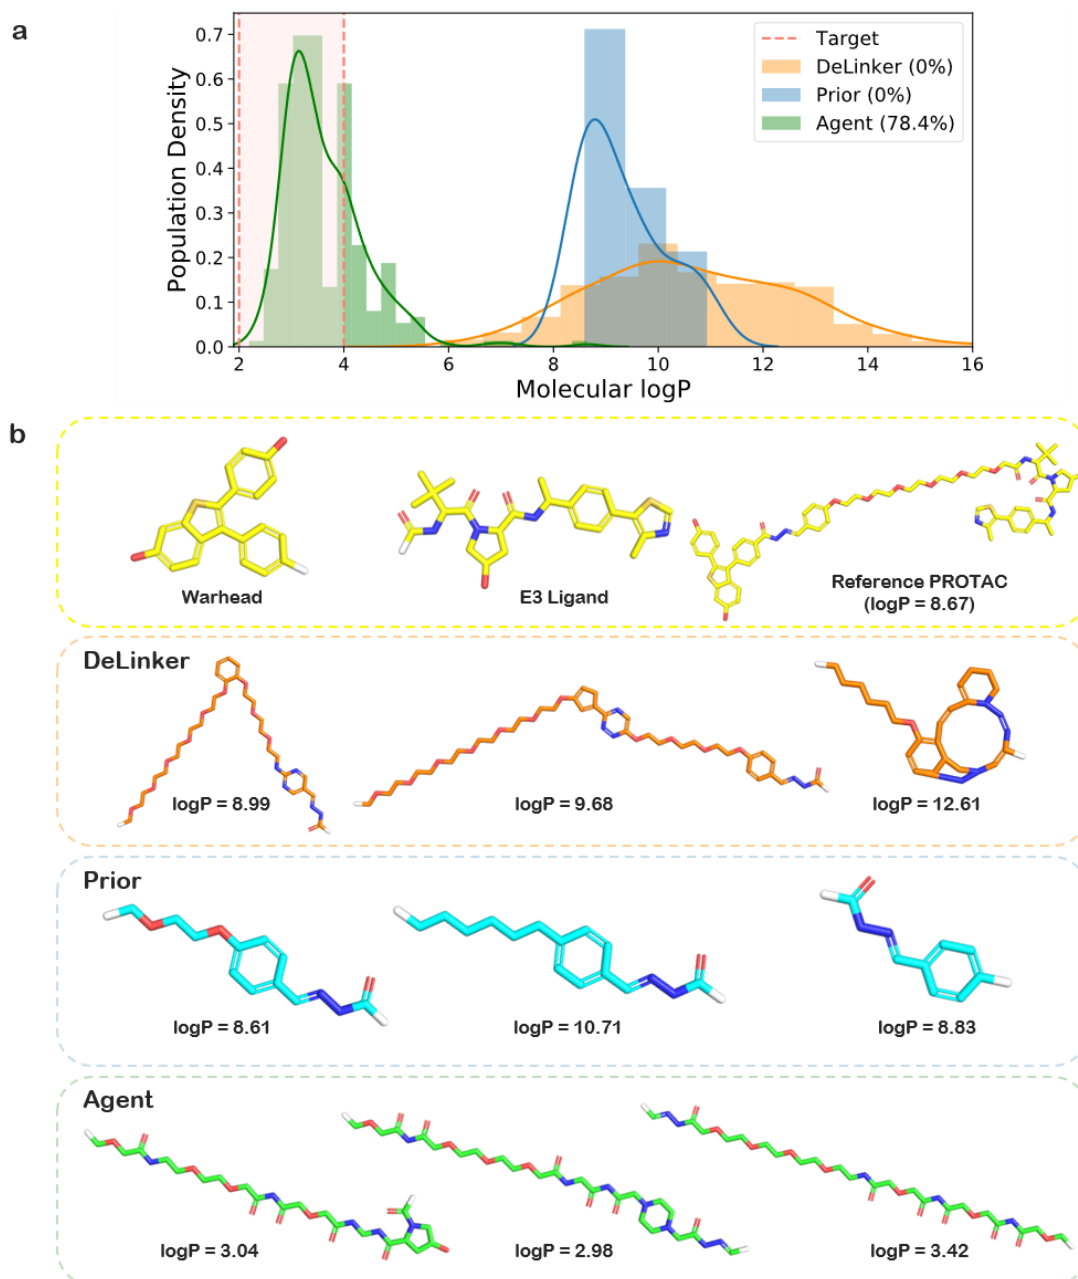 a
Population Density
0.7
0.6
0.5
0.4
0.3
0.2
0.1
0.0
Target
DeLinker (0%)
Prior (0%)
Agent (78.4%)
2 4 6 8 10 12 14 16
Molecular logP
b
Warhead
E3 Ligand
Reference PROTAC
(logP = 8.67)
DeLinker
logP = 8.99
logP = 9.68
logP = 12.61
Prior
logP = 8.61
logP = 10.71
logP = 8.83
Agent
logP = 3.04
logP = 2.98
logP = 3.42